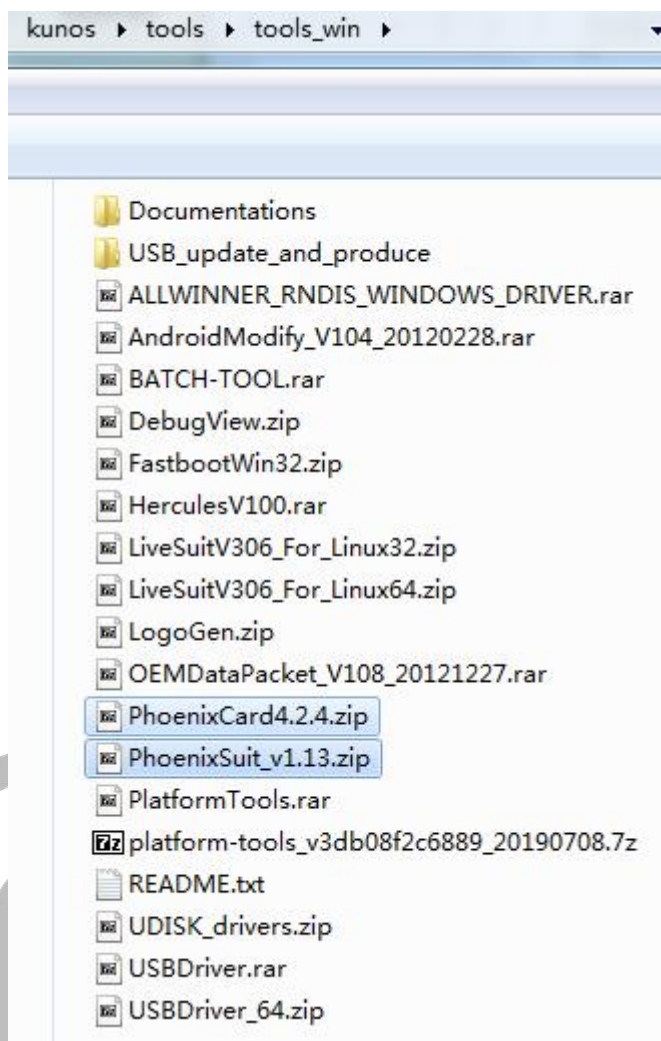 kunos ▸ tools ▸ tools_win ▸
Documentations
USB_update_and_produce
ALLWINNER_RNDIS_WINDOWS_DRIVER.rar
AndroidModify_V104_20120228.rar
BATCH-TOOL.rar
DebugView.zip
FastbootWin32.zip
HerculesV100.rar
LiveSuitV306_For_Linux32.zip
LiveSuitV306_For_Linux64.zip
LogoGen.zip
OEMDataPacket_V108_20121227.rar
PhoenixCard4.2.4.zip
PhoenixSuit_v1.13.zip
PlatformTools.rar
platform-tools_v3db08f2c6889_20190708.7z
README.txt
UDISK_drivers.zip
USBDriver.rar
USBDriver_64.zip